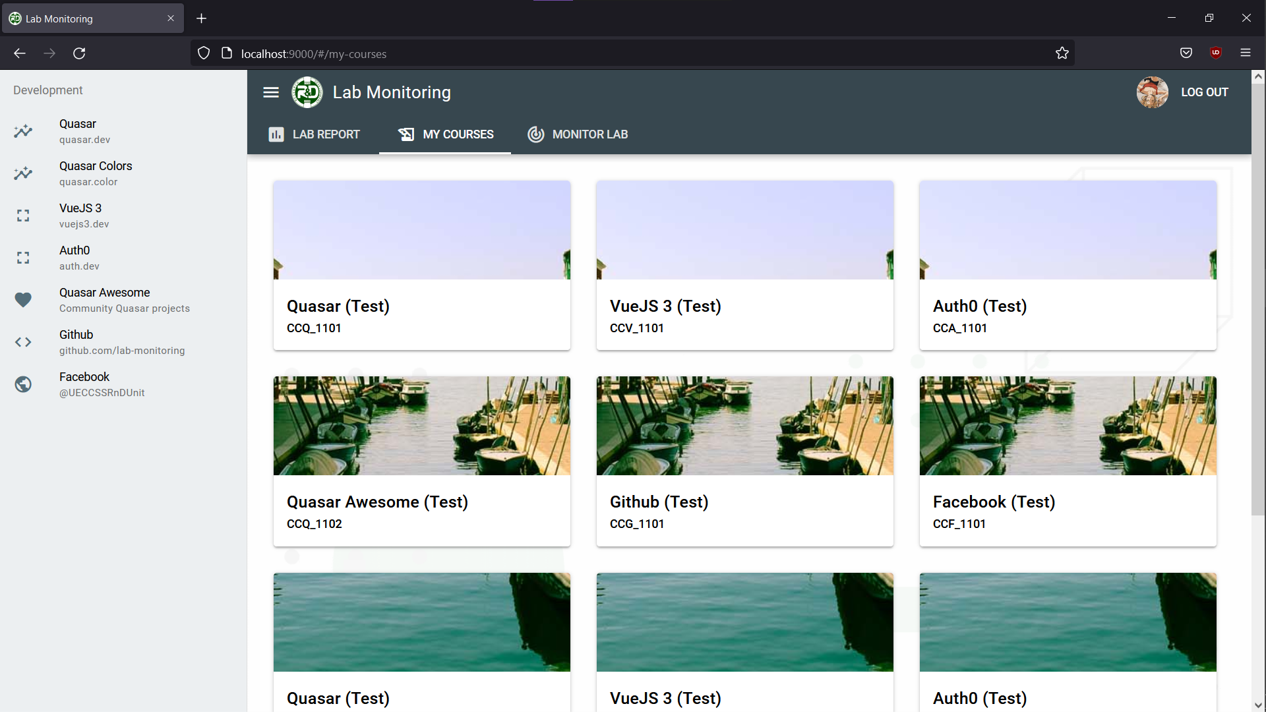 Lab Monitoring
localhost:9000/#/my-courses
Development
Quasar
quasar.dev
Quasar Colors
quasar.color
VueJS 3
vuejs3.dev
Auth0
auth.dev
Quasar Awesome
Community Quasar projects
Github
github.com/lab-monitoring
Facebook
@UECCSSRnDUnit
R&D Lab Monitoring
LOG OUT
LAB REPORT MY COURSES MONITOR LAB
Quasar (Test)
CCQ_1101
VueJS 3 (Test)
CCV_1101
Auth0 (Test)
CCA_1101
Quasar Awesome (Test)
CCQ_1102
Github (Test)
CCG_1101
Facebook (Test)
CCF_1101
Quasar (Test)
VueJS 3 (Test)
Auth0 (Test)